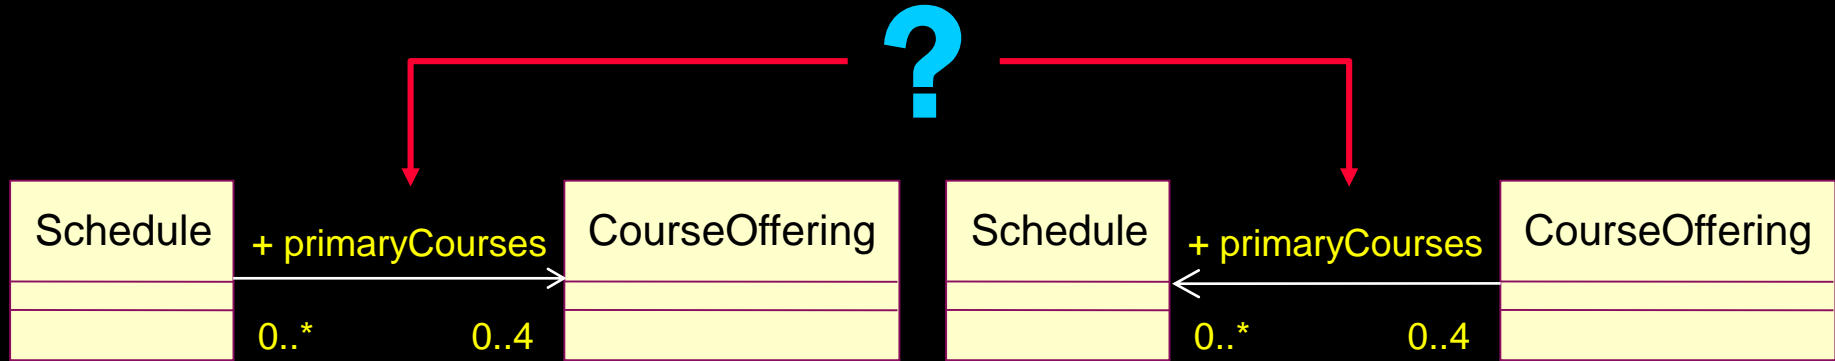 ?
Schedule
+ primaryCourses
CourseOffering
0..*
0..4
Schedule
+ primaryCourses
CourseOffering
0..*
0..4